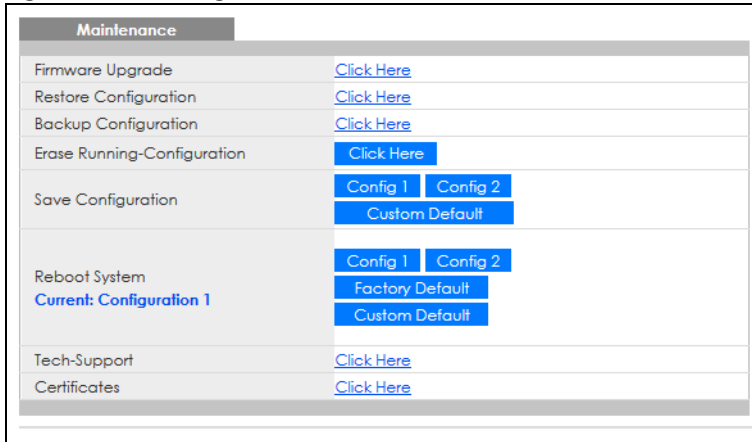 Maintenance
Firmware Upgrade Click Here
Restore Configuration Click Here
Backup Configuration Click Here
Erase Running-Configuration Click Here
Save Configuration
Config 1 Config 2
Custom Default
Reboot System
Current: Configuration 1
Config 1 Config 2
Factory Default
Custom Default
Tech-Support Click Here
Certificates Click Here